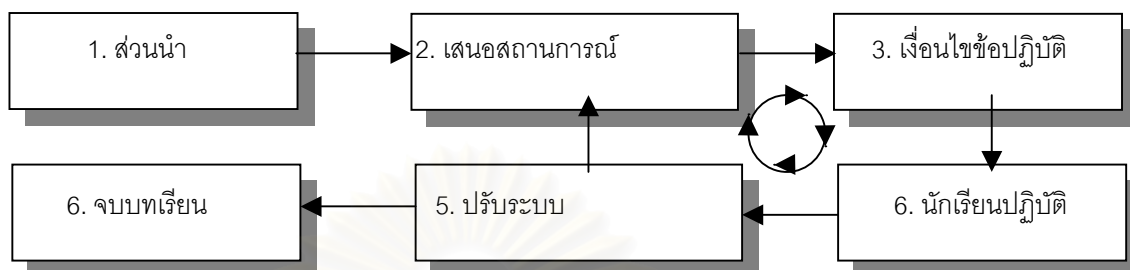 1. ส่วนนำ
2. เสนอสถานการณ์
3. เงื่อนไขข้อปฏิบัติ
6. จบบทเรียน
5. ปรับระบบ
6. นักเรียนปฏิบัติ